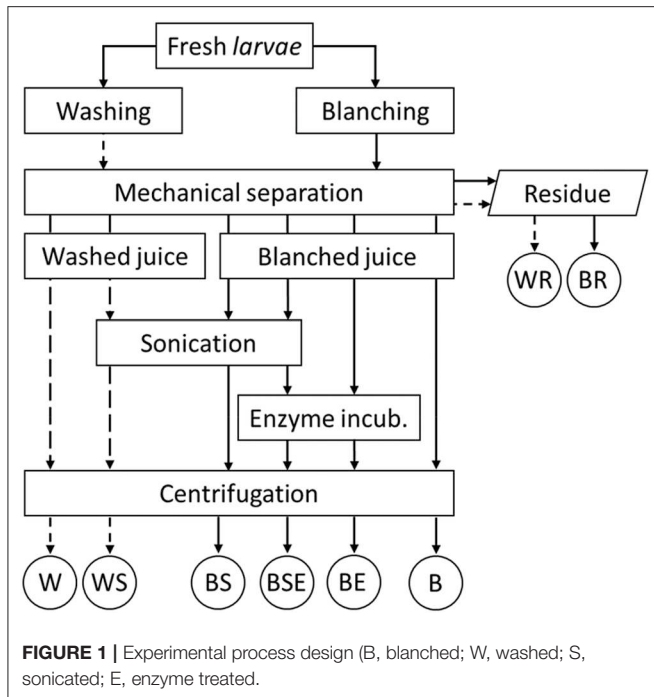 Fresh larvae
Washing
Blanching
Mechanical separation
Residue
Washed juice
Blanched juice
WR
BR
Sonication
Enzyme incub.
Centrifugation
W
WS
BS
BSE
BE
B
FIGURE 1 | Experimental process design (B, blanched; W, washed; S,
sonicated; E, enzyme treated.